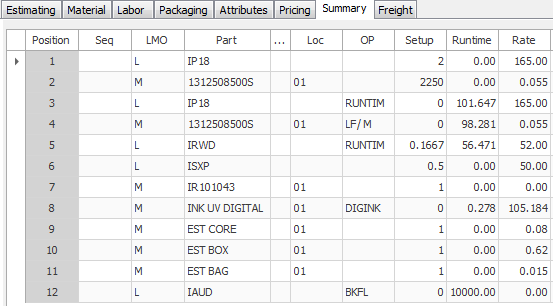 Estimating Material Labor Packaging Attributes Pricing Summary Freight
Position Seq LMO Part ... Loc OP Setup Runtime Rate
1 L IP18 2 0.00 165.00
2 M 1312508500S 01 2250 0.00 0.055
3 L IP18 RUNTIM 0 101.647 165.00
4 M 1312508500S 01 LF/M 0 98.281 0.055
5 L IRWD RUNTIM 0.1667 56.471 52.00
6 L ISXP 0.5 0.00 50.00
7 M IR101043 01 1 0.00 0.00
8 M INK UV DIGITAL 01 DIGINK 0 0.278 105.184
9 M EST CORE 01 1 0.00 0.08
10 M EST BOX 01 1 0.00 0.62
11 M EST BAG 01 1 0.00 0.015
12 L IAUD BKFL 0 10000.00 0.00